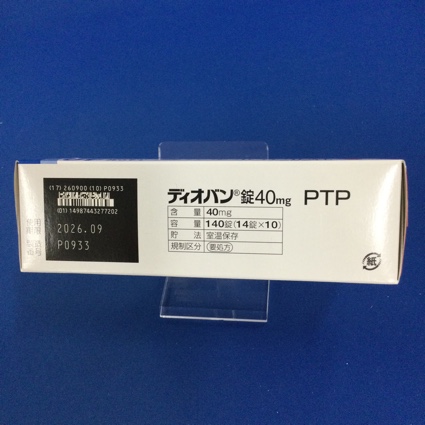 (17) 260900 (10) P0933
(01) 14987443277202
使用
期限
2026.09
製造
番号
P0933
ディオバン®錠40mg PTP
含 量 40mg
容 量 140錠(14錠×10)
貯 法 室温保存
規制区分 要処方
紙